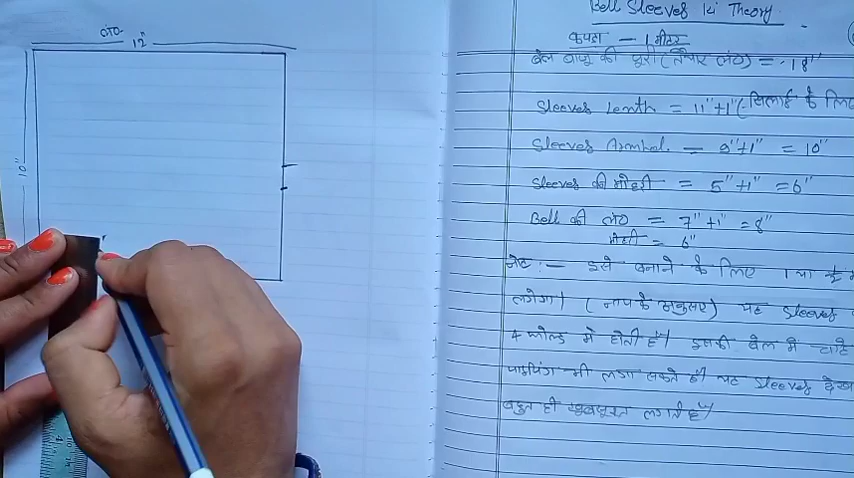 लंठ
12"
10"
Bell Sleeves ki Theory.
कपड़ा - 1 मीटर
बेल बाजू की पूरी (तैयार लंठ) = 18"
Sleeves Lenth = 11"+1" (सिलाई के लिए
Sleeves Armhol. - 9"+1" = 10"
Sleeves की मोहरी = 5"+1" =6"
Bell की लंठ = 7"+1" =8"
मोहरी = 6"
नोट :- इसे बनाने के लिए 1 या
लगेगा। ( नाप के अनुसार) यह Sleeves
4 फोल्ड में होती है। इसकी बेल में चाहे
पाइपिंग भी लगा सकते हैं। यह Sleeves देख
बहुत ही खूबसूरत लगती है।